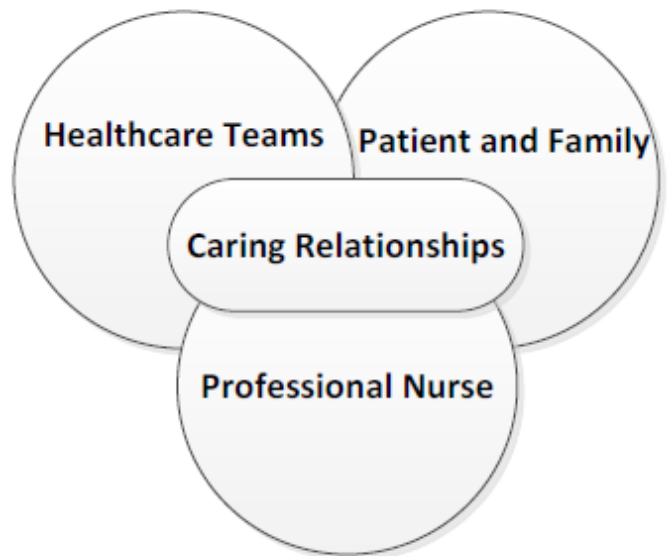 Healthcare Teams
Patient and Family
Caring Relationships
Professional Nurse